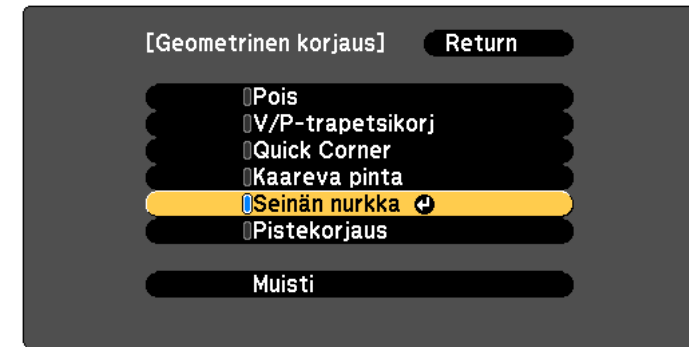 [Geometrinen korjaus] Return
Pois
V/P-trapetsikorj
Quick Corner
Kaareva pinta
Seinän nurkka
Pistekorjaus
Muisti